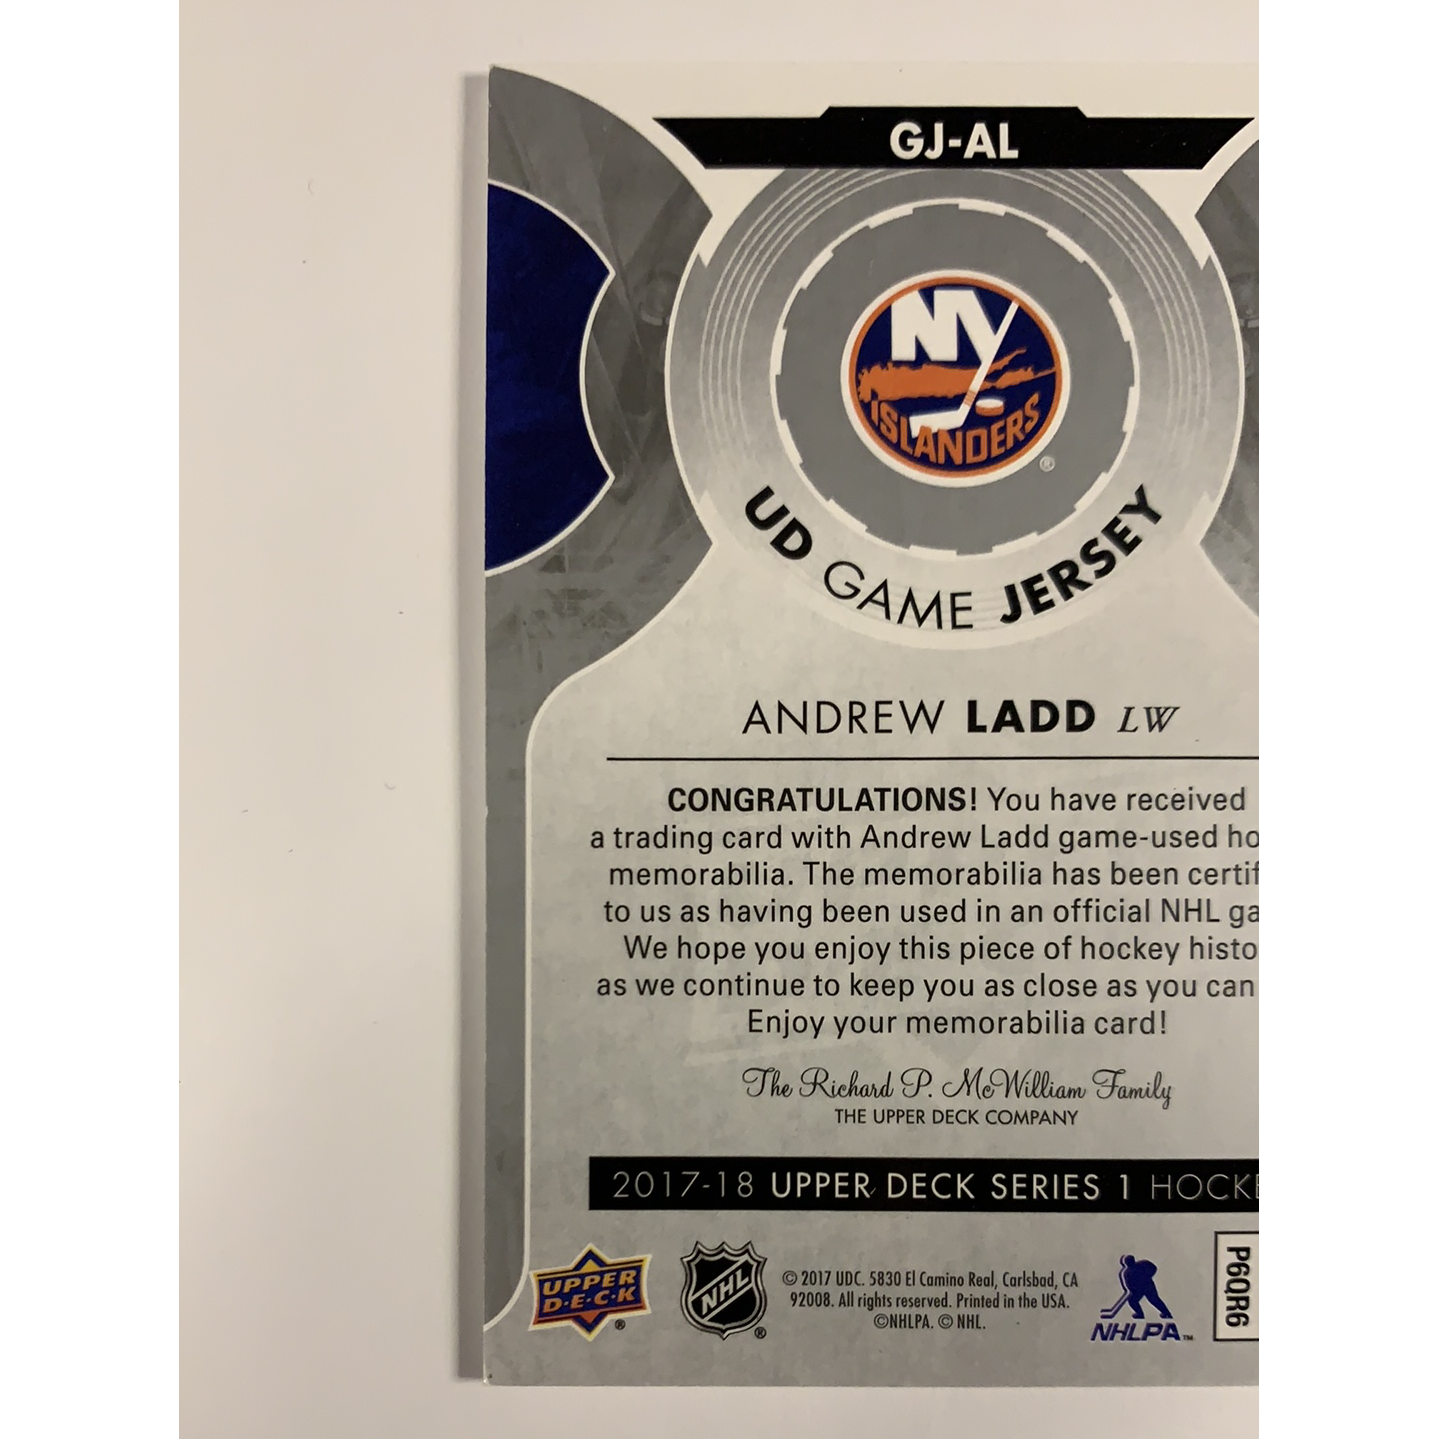 GJ-AL
NY
ISLANDERS
®
UD GAME JERSEY
ANDREW LADD LW
CONGRATULATIONS! You have received
a trading card with Andrew Ladd game-used ho
memorabilia. The memorabilia has been certif
to us as having been used in an official NHL ga
We hope you enjoy this piece of hockey histo
as we continue to keep you as close as you can
Enjoy your memorabilia card!
The Richard P. McWilliam Family
THE UPPER DECK COMPANY
2017-18 UPPER DECK SERIES 1 HOCKE
UPPER
D·E·C·K
®
NHL
®
© 2017 UDC. 5830 El Camino Real, Carlsbad, CA
92008. All rights reserved. Printed in the USA.
©NHLPA. © NHL.
NHLPA™
P6QR6